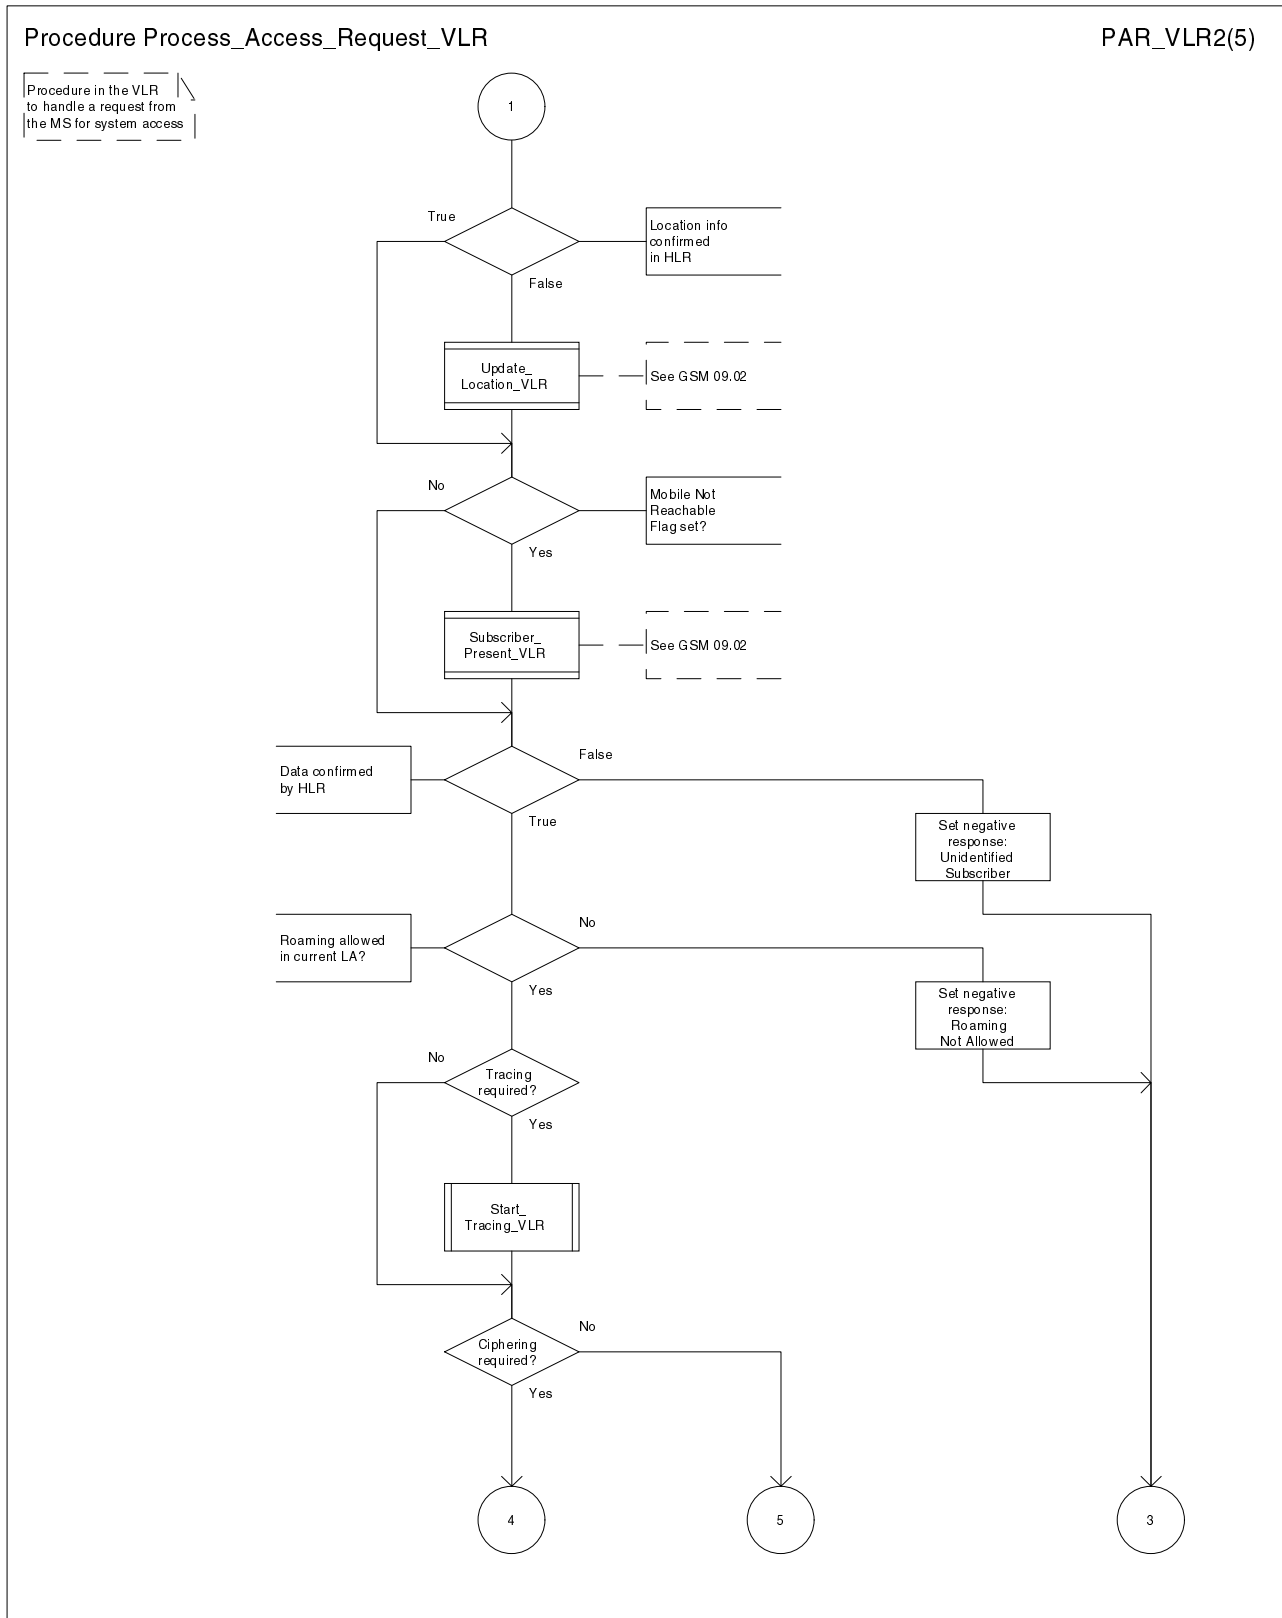 Procedure Process_Access_Request_VLR
PAR_VLR2(5)
Procedure in the VLR
to handle a request from
the MS for system access
1
True
Location info
confirmed
in HLR
False
Update_
Location_VLR
See GSM 09.02
No
Mobile Not
Reachable
Flag set?
Yes
Subscriber_
Present_VLR
See GSM 09.02
Data confirmed
by HLR
False
True
Set negative
response:
Unidentified
Subscriber
Roaming allowed
in current LA?
No
Yes
Set negative
response:
Roaming
Not Allowed
No
Tracing
required?
Yes
Start_
Tracing_VLR
Ciphering
required?
No
Yes
4
5
3